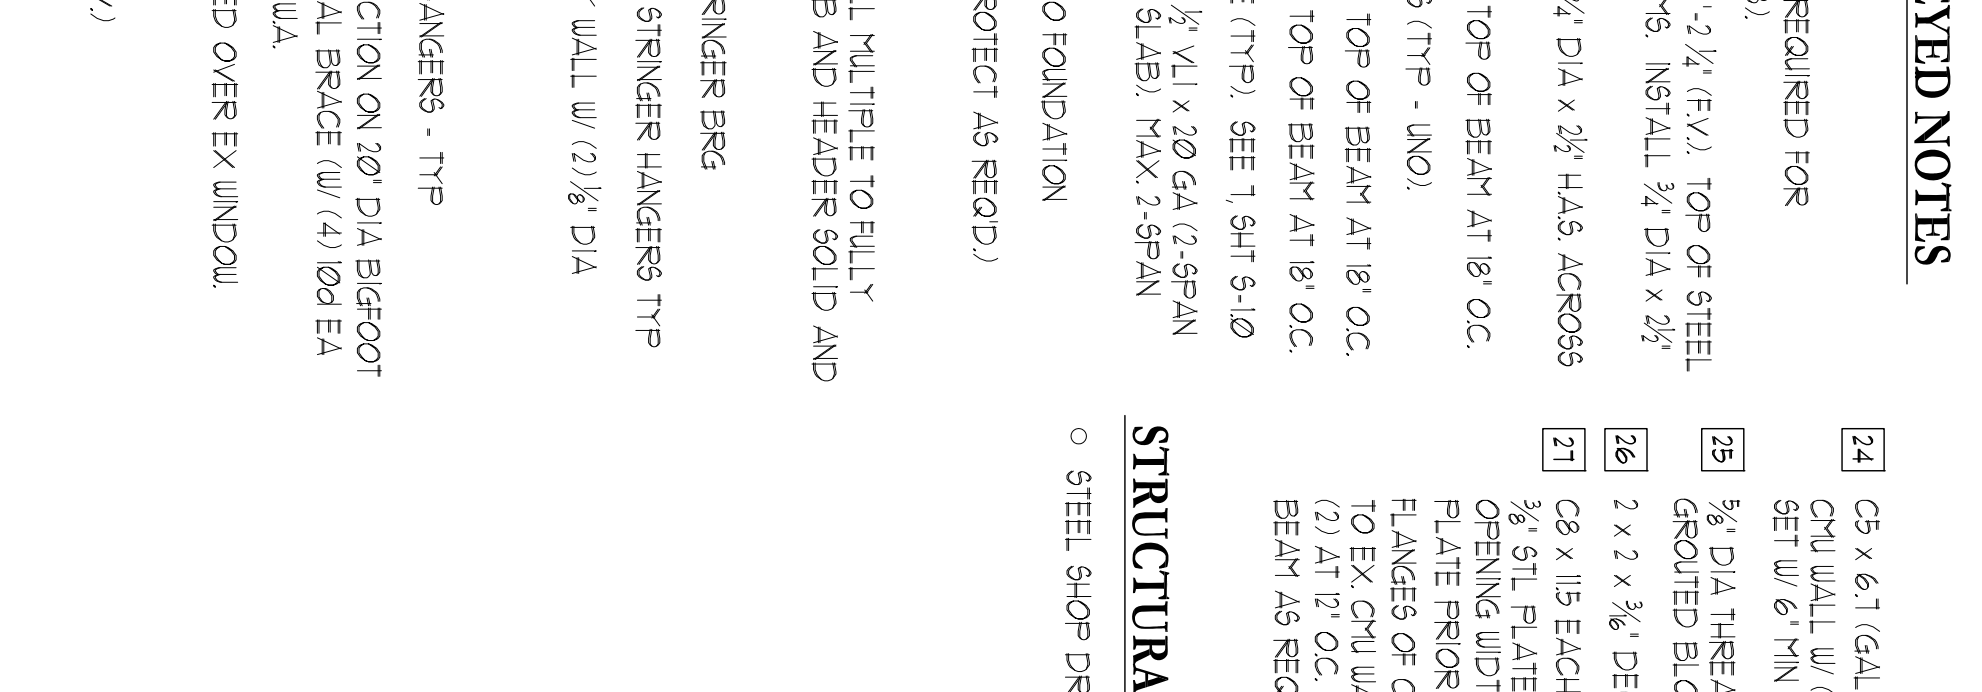 EYED NOTES
REQUIRED FOR
).
'-2 ¼" (F.V.). TOP OF STEEL
MS. INSTALL ¾" DIA x 2½"
¼" DIA x 2½" H.A.S. ACROSS
TOP OF BEAM AT 18" O.C.
S (TYP - UNO).
TOP OF BEAM AT 18" O.C.
TOP OF BEAM AT 18" O.C.
E (TYP). SEE 7, SHT S-1.0
½" VLI x 20 GA (2-SPAN
SLAB). MAX. 2-SPAN
O FOUNDATION
ROTECT AS REQ'D.)
LL MULTIPLE TO FULLY
B AND HEADER SOLID AND
RINGER BRG
STRINGER HANGERS TYP
WALL W/ (2) ⅛" DIA
ANGERS - TYP
CTION ON 20" DIA BIGFOOT
AL BRACE (W/ (4) 10d EA
W.A.
ED OVER EX WINDOW.
.)
24 C5 x 6.7 (GAL
CMU WALL W/ (
SET W/ 6" MIN
25 ⅝" DIA THREA
GROUTED BLO
26 2 x 2 x 3/16" DE
27 C8 x 11.5 EACH
⅜" STL PLATE
OPENING WIDT
PLATE PRIOR
FLANGES OF C
TO EX. CMU WA
(2) AT 12" O.C.
BEAM AS REQ
STRUCTURA
○ STEEL SHOP DR